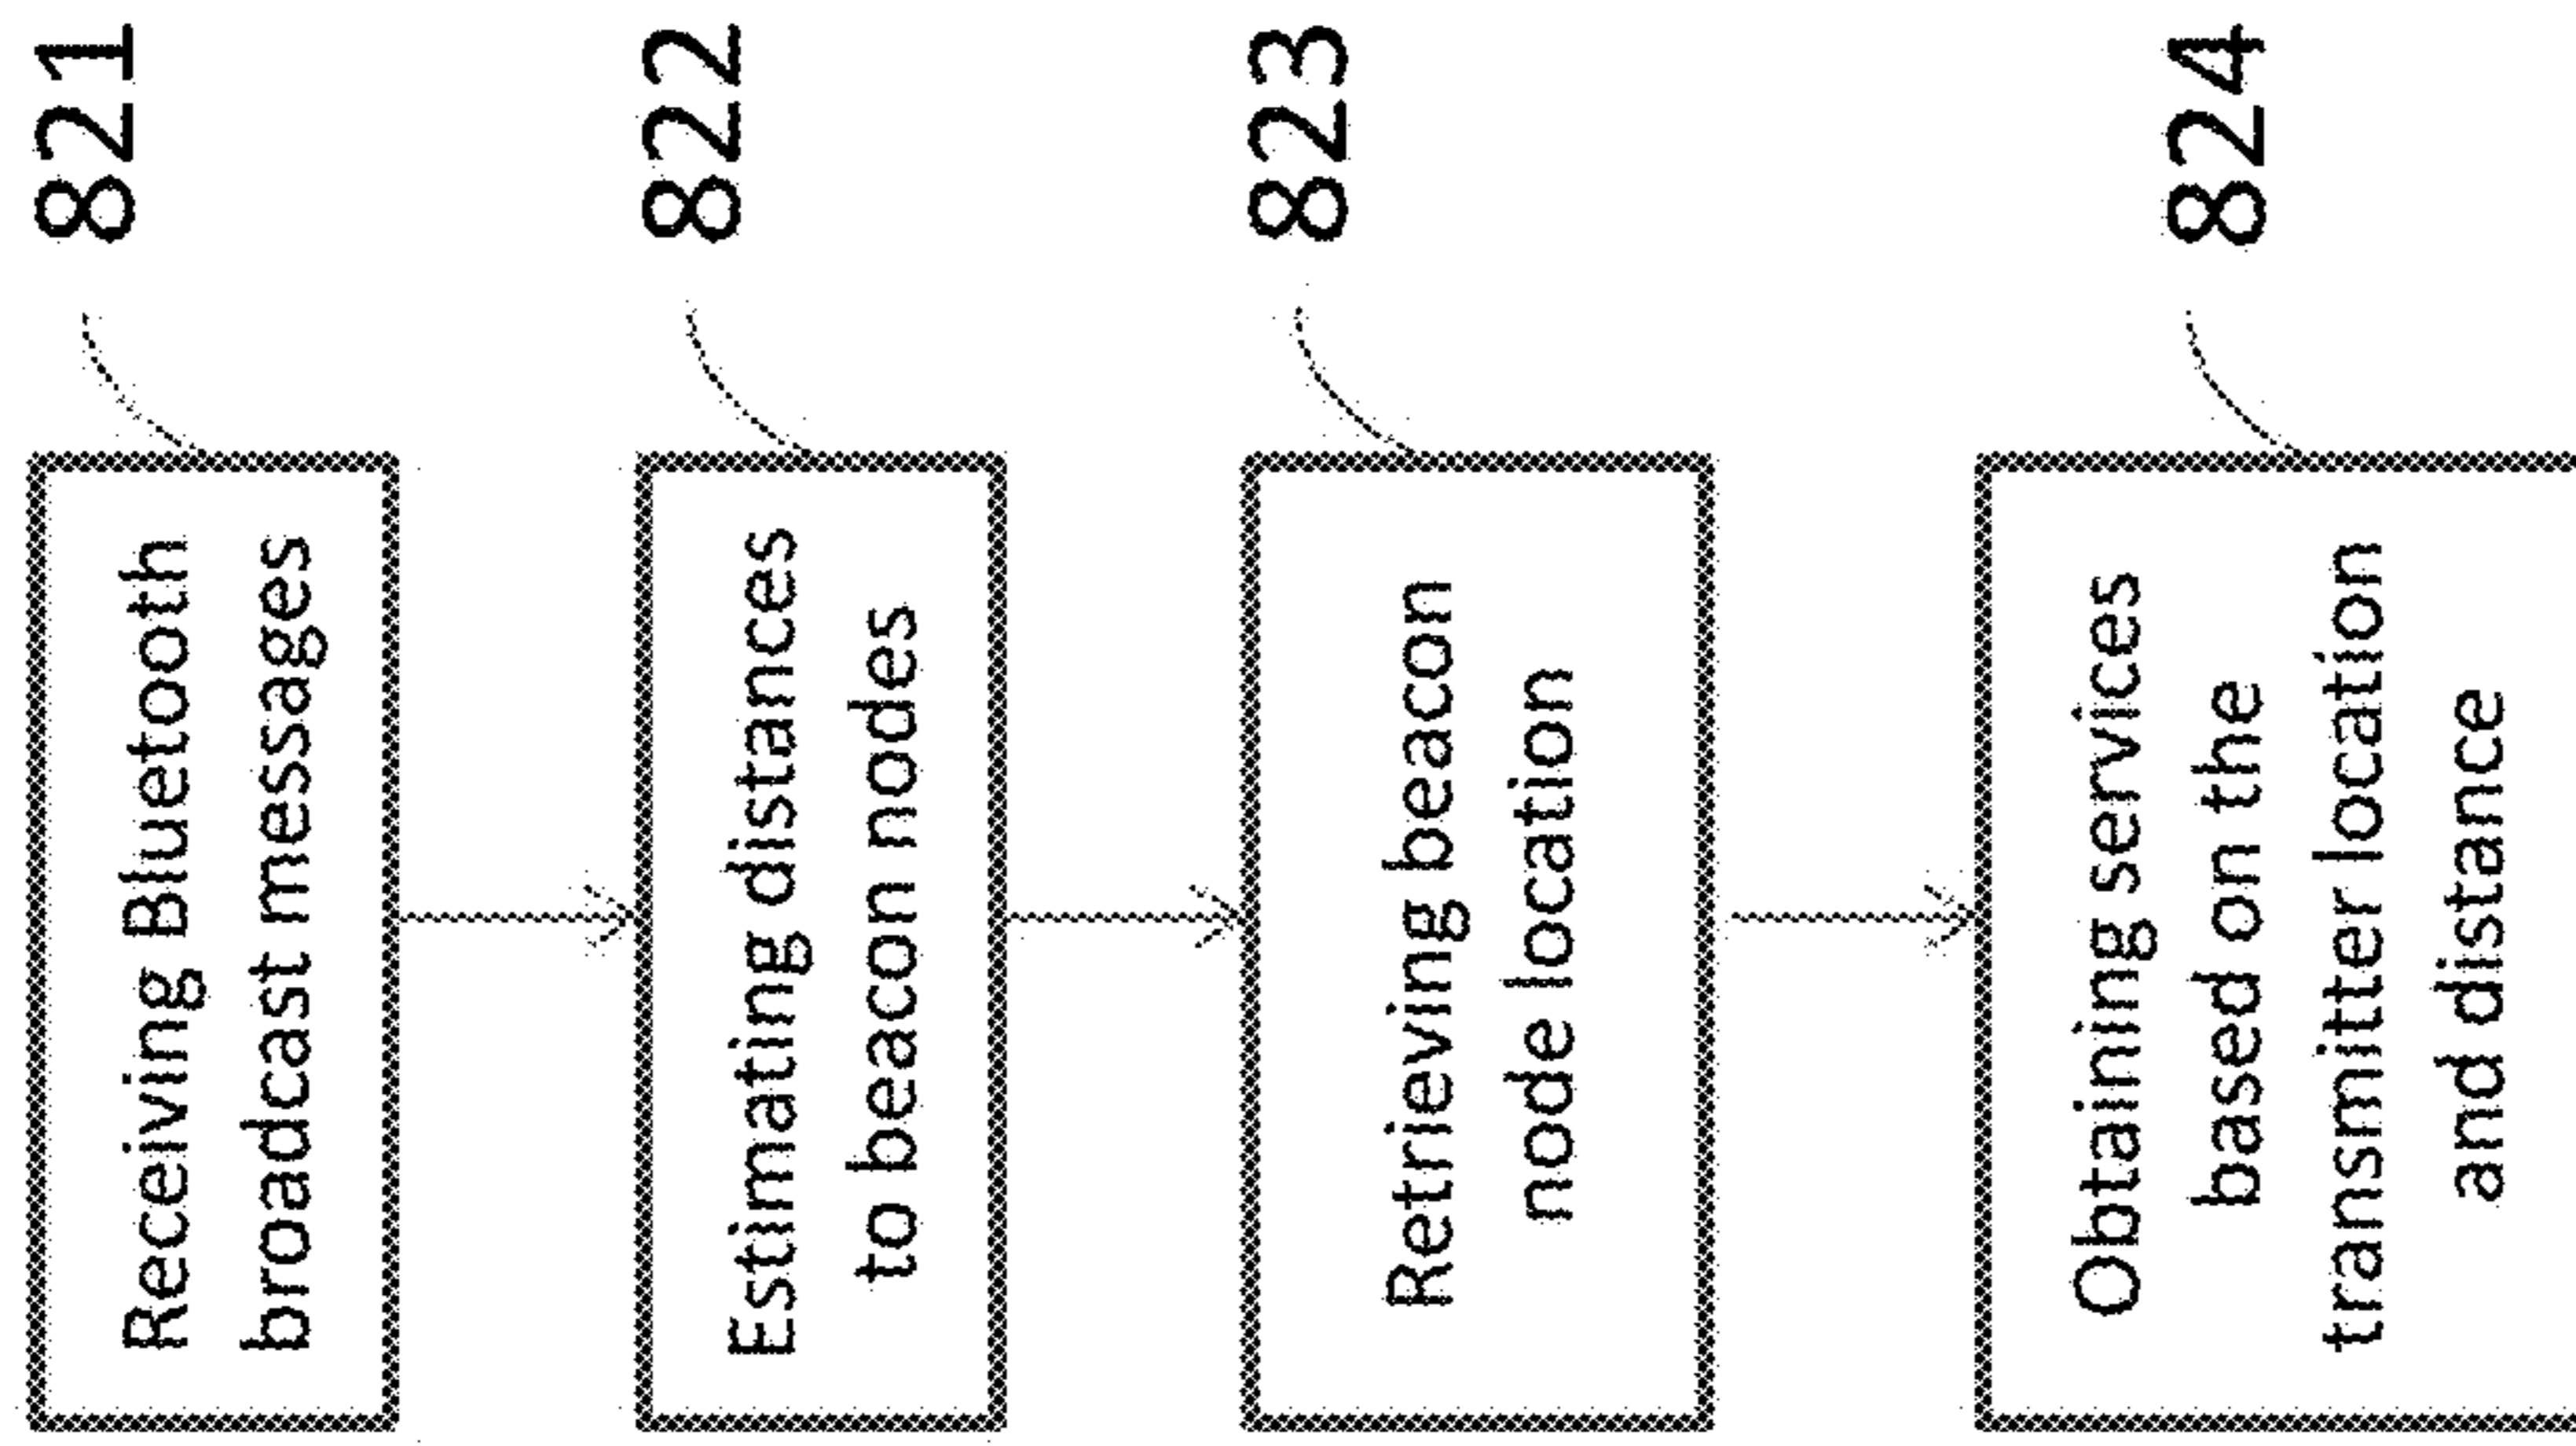 Receiving Bluetooth
broadcast messages
821
Estimating distances
to beacon nodes
822
Retrieving beacon
node location
823
Obtaining services
based on the
transmitter location
and distance
824